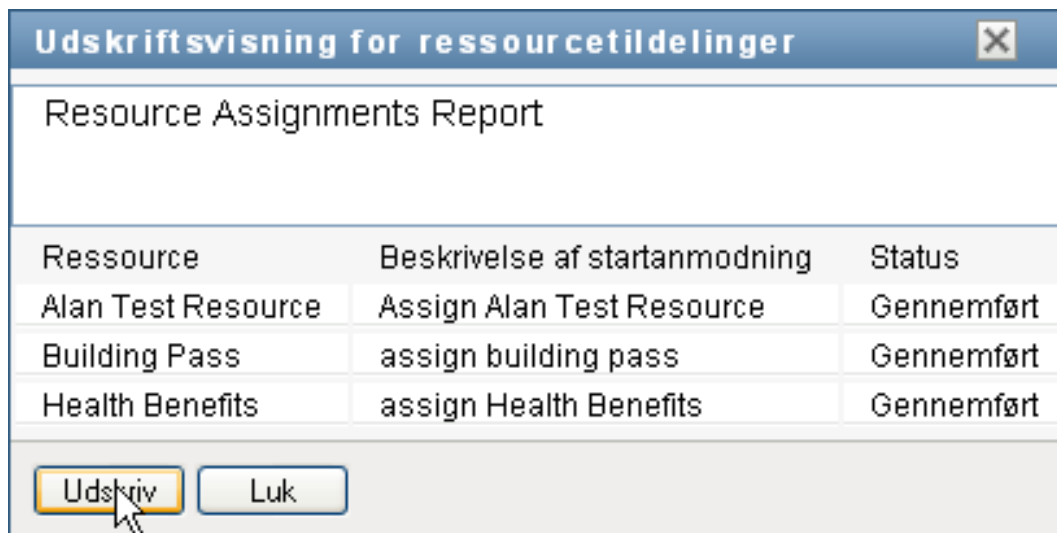 Udskriftsvisning for ressourcetildelinger
Resource Assignments Report
Ressource Beskrivelse af startanmodning Status
Alan Test Resource Assign Alan Test Resource Gennemført
Building Pass assign building pass Gennemført
Health Benefits assign Health Benefits Gennemført
Udskriv Luk